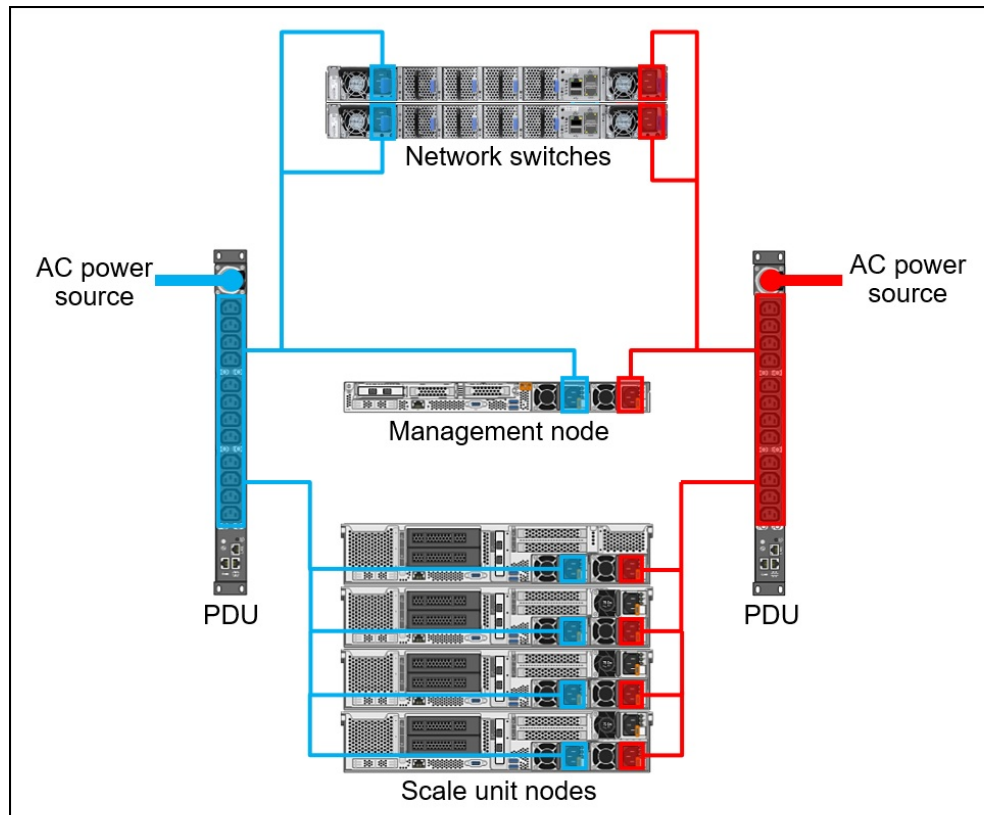 Network switches
AC power
source
AC power
source
Management node
PDU
PDU
Scale unit nodes